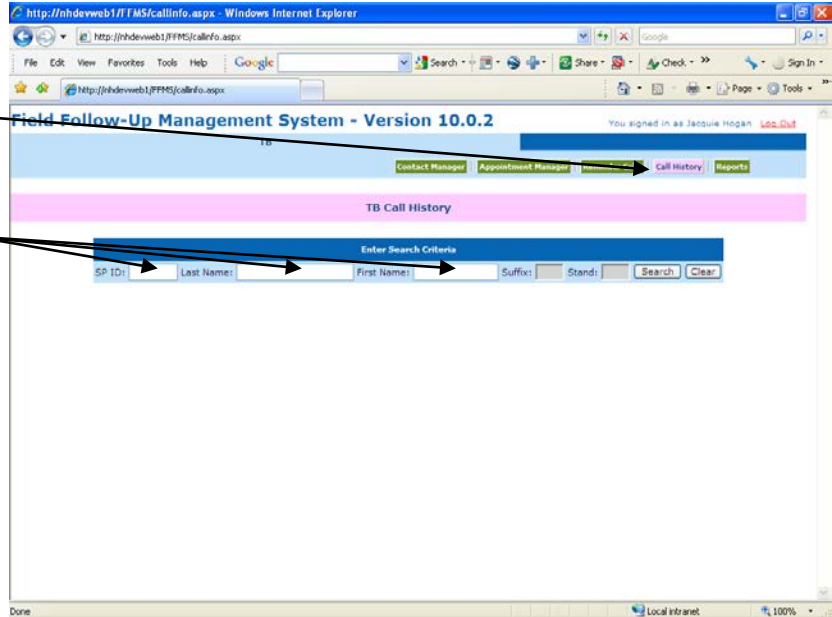 http://nhdevweb1/FFMS/callinfo.aspx - Windows Internet Explorer
http://nhdevweb1/FFMS/callinfo.aspx Google
File Edit View Favorites Tools Help Google Search Share Check Sign In
http://nhdevweb1/FFMS/callinfo.aspx Page Tools
Field Follow-Up Management System - Version 10.0.2 You signed in as Jacquie Hogan Log Out
TB
Contact Manager Appointment Manager Call History Reports
TB Call History
Enter Search Criteria
SP ID: Last Name: First Name: Suffix: Stand: Search Clear
Done Local intranet 100%